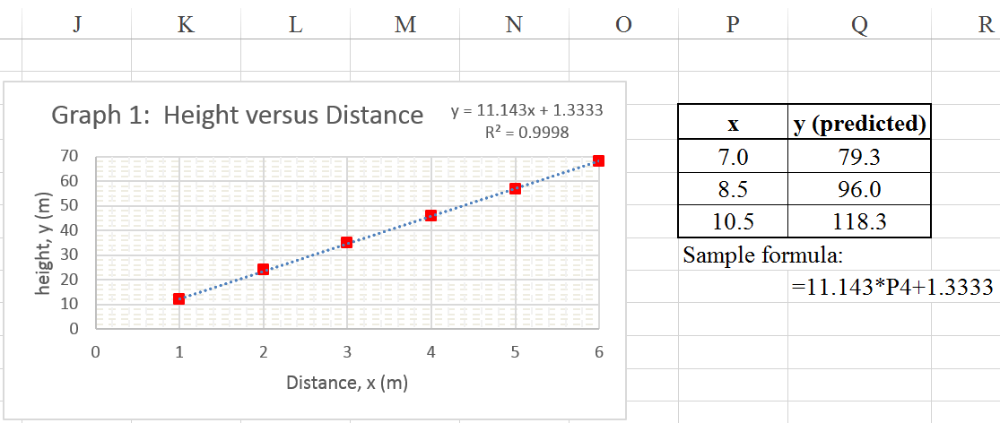 J K L M N O P Q R
Graph 1: Height versus Distance
y = 11.143x + 1.3333
R² = 0.9998
70
60
50
40
30
20
10
0
0 1 2 3 4 5 6
height, y (m)
Distance, x (m)
x y (predicted)
7.0 79.3
8.5 96.0
10.5 118.3
Sample formula:
=11.143*P4+1.3333